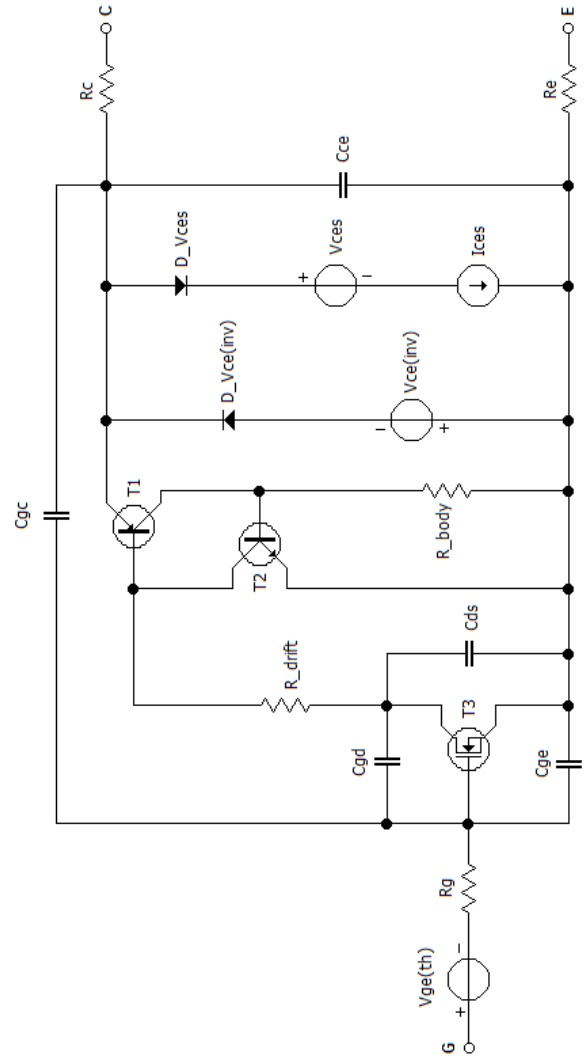 C
E
Rc
Re
Cce
D_Vces
Vces
+
−
Ices
D_Vce(inv)
Vce(inv)
−
+
Cgc
T1
T2
R_body
R_drift
Cds
T3
Cgd
Cge
Rg
Vge(th)
+
−
G